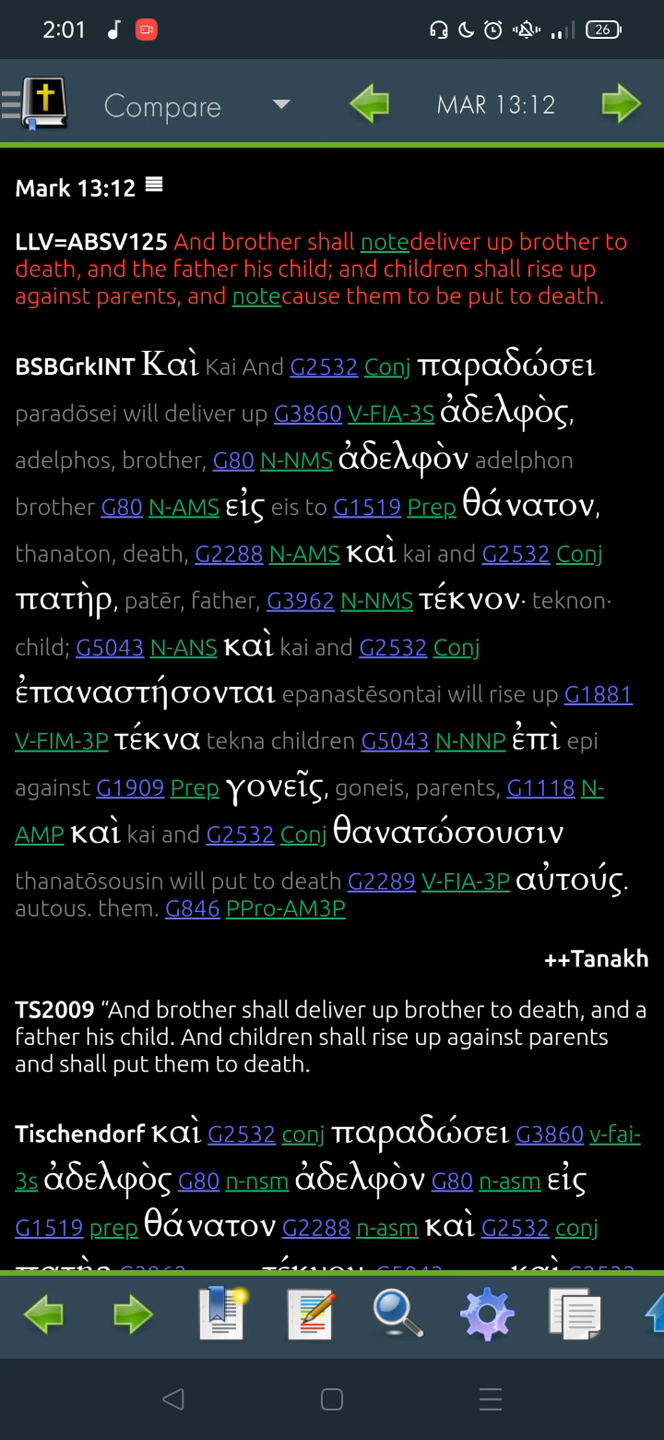 2:01
26
Compare
MAR 13:12
Mark 13:12
LLV=ABSV125 And brother shall notedeliver up brother to
death, and the father his child; and children shall rise up
against parents, and notecause them to be put to death.
BSBGrkINT Καὶ Kai And G2532 Conj παραδώσει
paradōsei will deliver up G3860 V-FIA-3S ἀδελφὸς,
adelphos, brother, G80 N-NMS ἀδελφὸν adelphon
brother G80 N-AMS εἰς eis to G1519 Prep θάνατον,
thanaton, death, G2288 N-AMS καὶ kai and G2532 Conj
πατὴρ, patēr, father, G3962 N-NMS τέκνον· teknon·
child; G5043 N-ANS καὶ kai and G2532 Conj
ἐπαναστήσονται epanastēsontai will rise up G1881
V-FIM-3P τέκνα tekna children G5043 N-NNP ἐπὶ epi
against G1909 Prep γονεῖς, goneis, parents, G1118 N-
AMP καὶ kai and G2532 Conj θανατώσουσιν
thanatōsousin will put to death G2289 V-FIA-3P αὐτούς.
autous. them. G846 PPro-AM3P
++Tanakh
TS2009 “And brother shall deliver up brother to death, and a
father his child. And children shall rise up against parents
and shall put them to death.
Tischendorf καὶ G2532 conj παραδώσει G3860 v-fai-
3s ἀδελφὸς G80 n-nsm ἀδελφὸν G80 n-asm εἰς
G1519 prep θάνατον G2288 n-asm καὶ G2532 conj
πατὴρ G3962 τέκνον G5043 καὶ G2532